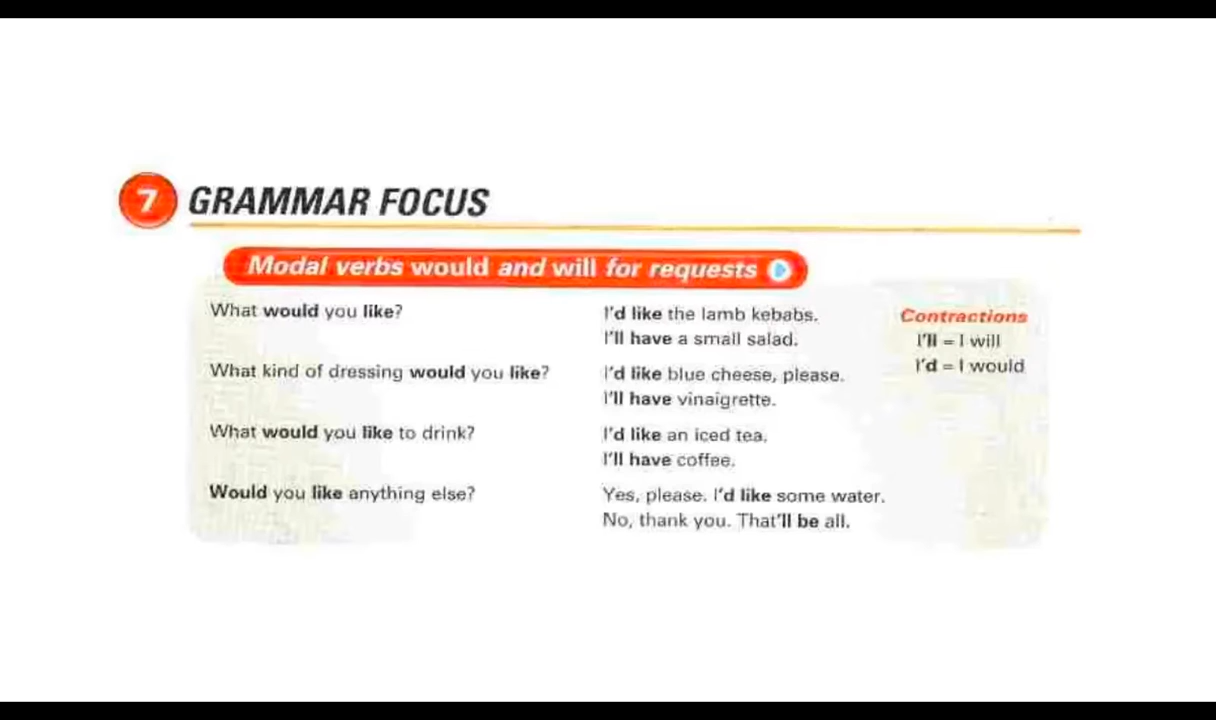 7 GRAMMAR FOCUS
Modal verbs would and will for requests
What would you like?
I'd like the lamb kebabs.
I'll have a small salad.
What kind of dressing would you like?
I'd like blue cheese, please.
I'll have vinaigrette.
What would you like to drink?
I'd like an iced tea.
I'll have coffee.
Would you like anything else?
Yes, please. I'd like some water.
No, thank you. That'll be all.
Contractions
I'll = I will
I'd = I would